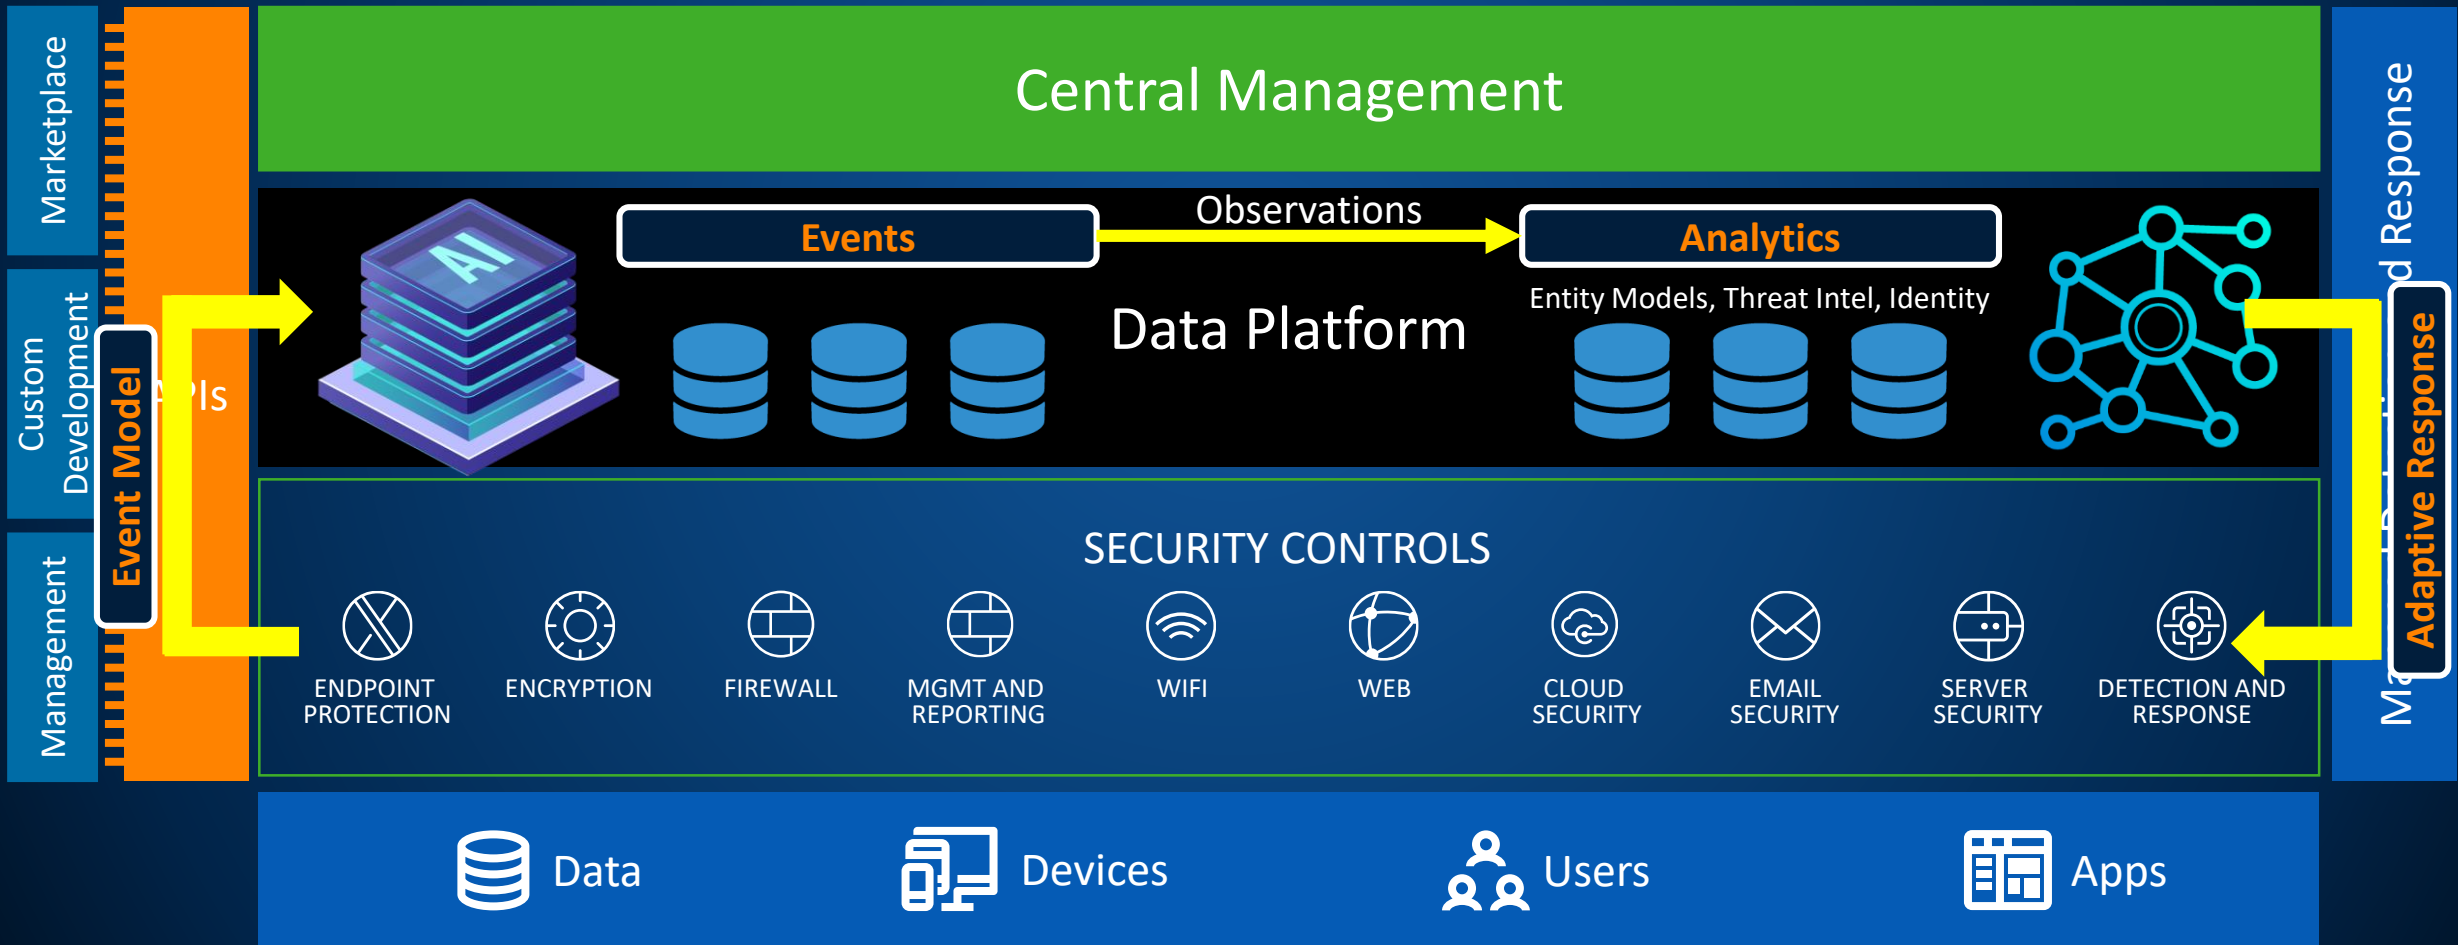 Marketplace
Custom
Development
Management
Event Model
APIs
Central Management
AI
Events
Observations
Analytics
Entity Models, Threat Intel, Identity
Data Platform
SECURITY CONTROLS
ENDPOINT
PROTECTION
ENCRYPTION
FIREWALL
MGMT AND
REPORTING
WIFI
WEB
CLOUD
SECURITY
EMAIL
SECURITY
SERVER
SECURITY
DETECTION AND
RESPONSE
Data
Devices
Users
Apps
Response
Adaptive Response